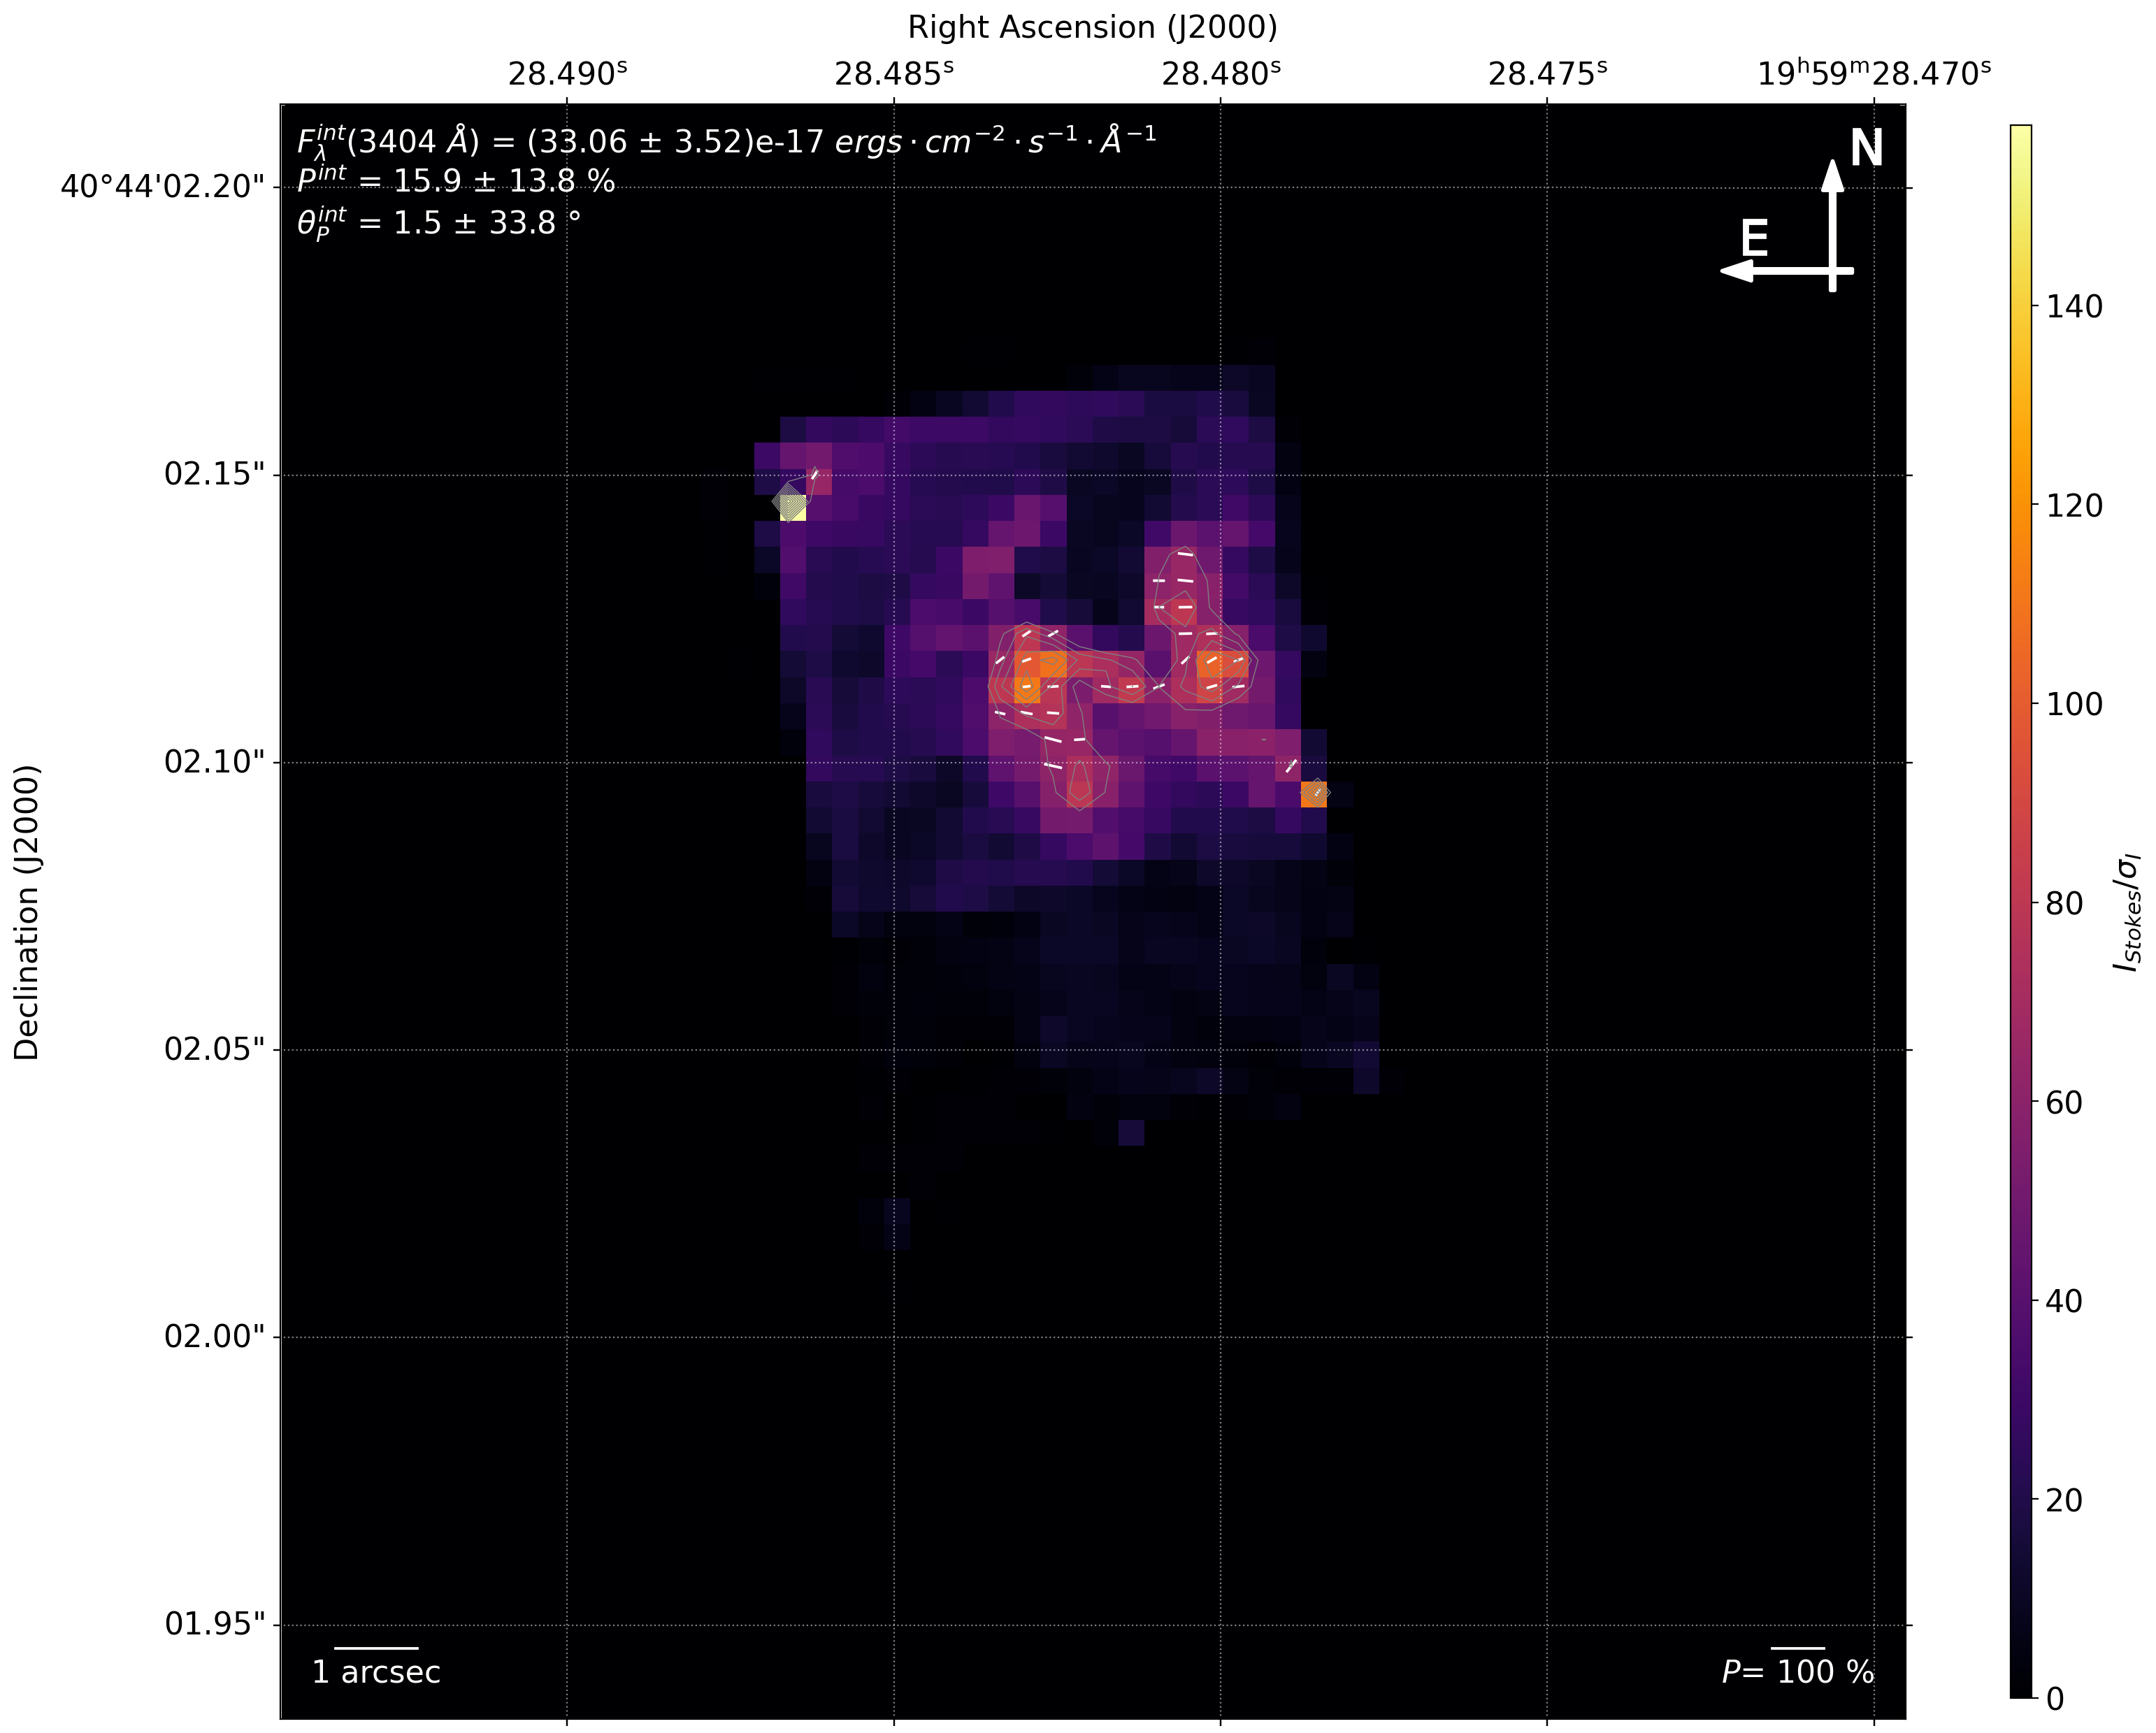 Right Ascension (J2000)
28.490ˢ 28.485ˢ 28.480ˢ 28.475ˢ 19ʰ59ᵐ28.470ˢ
F_λ^int(3404 Å) = (33.06 ± 3.52)e-17 ergs · cm⁻² · s⁻¹ · Å⁻¹
P^int = 15.9 ± 13.8 %
θ_P^int = 1.5 ± 33.8 °
N
E
40°44'02.20"
02.15"
02.10"
02.05"
02.00"
01.95"
Declination (J2000)
1 arcsec
P= 100 %
140
120
100
80
60
40
20
0
I_Stokes/σ_I